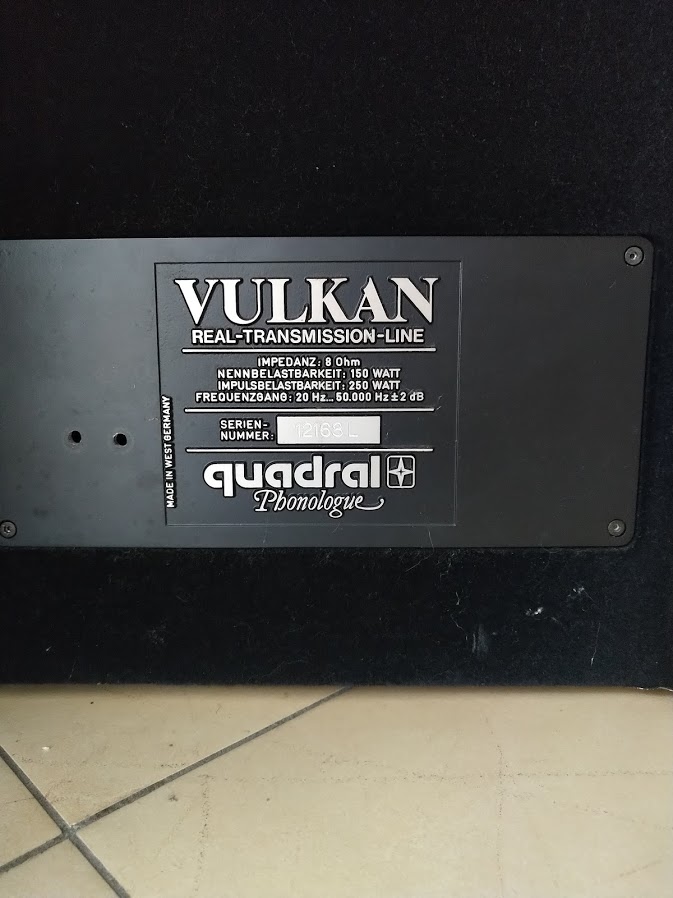 VULKAN
REAL-TRANSMISSION-LINE
IMPEDANZ: 8 Ohm
NENNBELASTBARKEIT: 150 WATT
IMPULSBELASTBARKEIT: 250 WATT
FREQUENZGANG: 20 Hz... 50.000 Hz ± 2 dB
SERIEN-
NUMMER: 12168 L
MADE IN WEST GERMANY
quadral
Phonologue